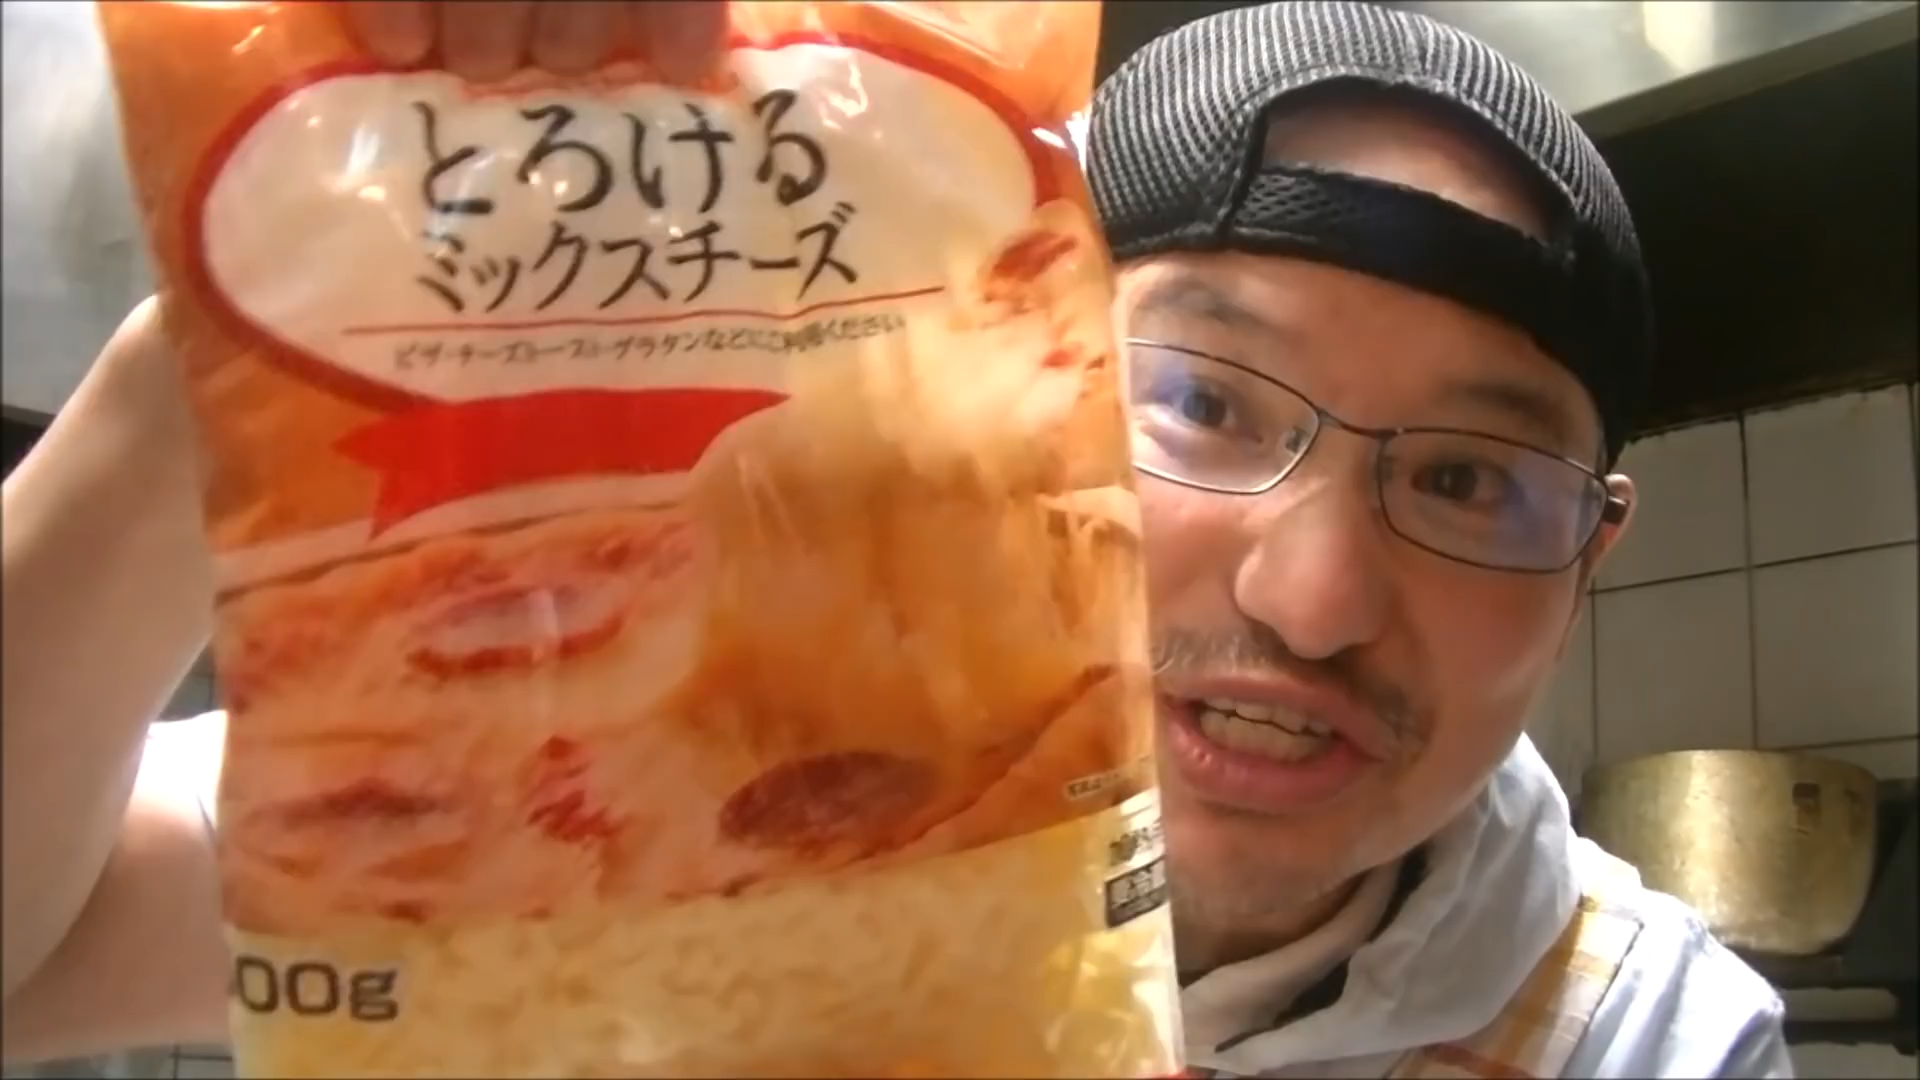 とろける
ミックスチーズ
ピザ・チーズトースト・グラタンなどにご利用ください
00g